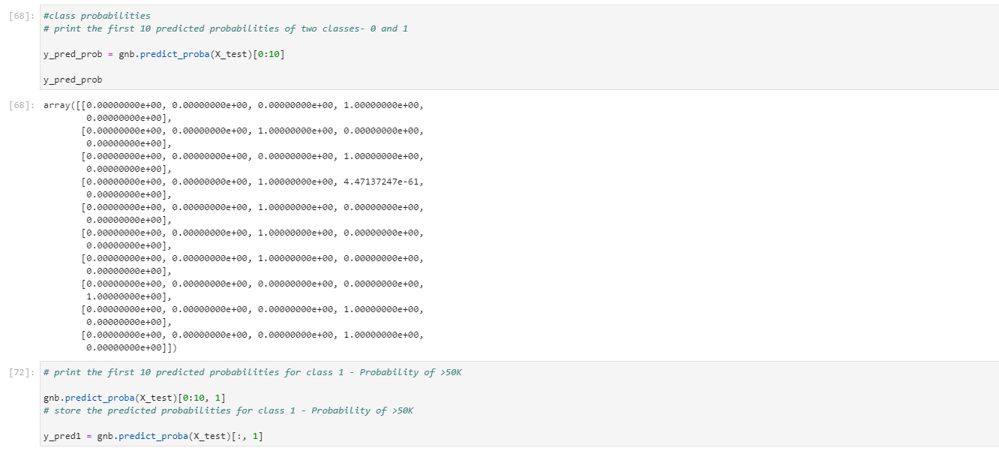 [68]: #class probabilities
# print the first 10 predicted probabilities of two classes- 0 and 1
y_pred_prob = gnb.predict_proba(X_test)[0:10]
y_pred_prob
[68]: array([[0.00000000e+00, 0.00000000e+00, 0.00000000e+00, 1.00000000e+00,
0.00000000e+00],
[0.00000000e+00, 0.00000000e+00, 1.00000000e+00, 0.00000000e+00,
0.00000000e+00],
[0.00000000e+00, 0.00000000e+00, 0.00000000e+00, 1.00000000e+00,
0.00000000e+00],
[0.00000000e+00, 0.00000000e+00, 1.00000000e+00, 4.47137247e-61,
0.00000000e+00],
[0.00000000e+00, 0.00000000e+00, 1.00000000e+00, 0.00000000e+00,
0.00000000e+00],
[0.00000000e+00, 0.00000000e+00, 1.00000000e+00, 0.00000000e+00,
0.00000000e+00],
[0.00000000e+00, 0.00000000e+00, 1.00000000e+00, 0.00000000e+00,
0.00000000e+00],
[0.00000000e+00, 0.00000000e+00, 0.00000000e+00, 0.00000000e+00,
1.00000000e+00],
[0.00000000e+00, 0.00000000e+00, 0.00000000e+00, 1.00000000e+00,
0.00000000e+00],
[0.00000000e+00, 0.00000000e+00, 0.00000000e+00, 1.00000000e+00,
0.00000000e+00]])
[72]: # print the first 10 predicted probabilities for class 1 - Probability of >50K
gnb.predict_proba(X_test)[0:10, 1]
# store the predicted probabilities for class 1 - Probability of >50K
y_pred1 = gnb.predict_proba(X_test)[:, 1]